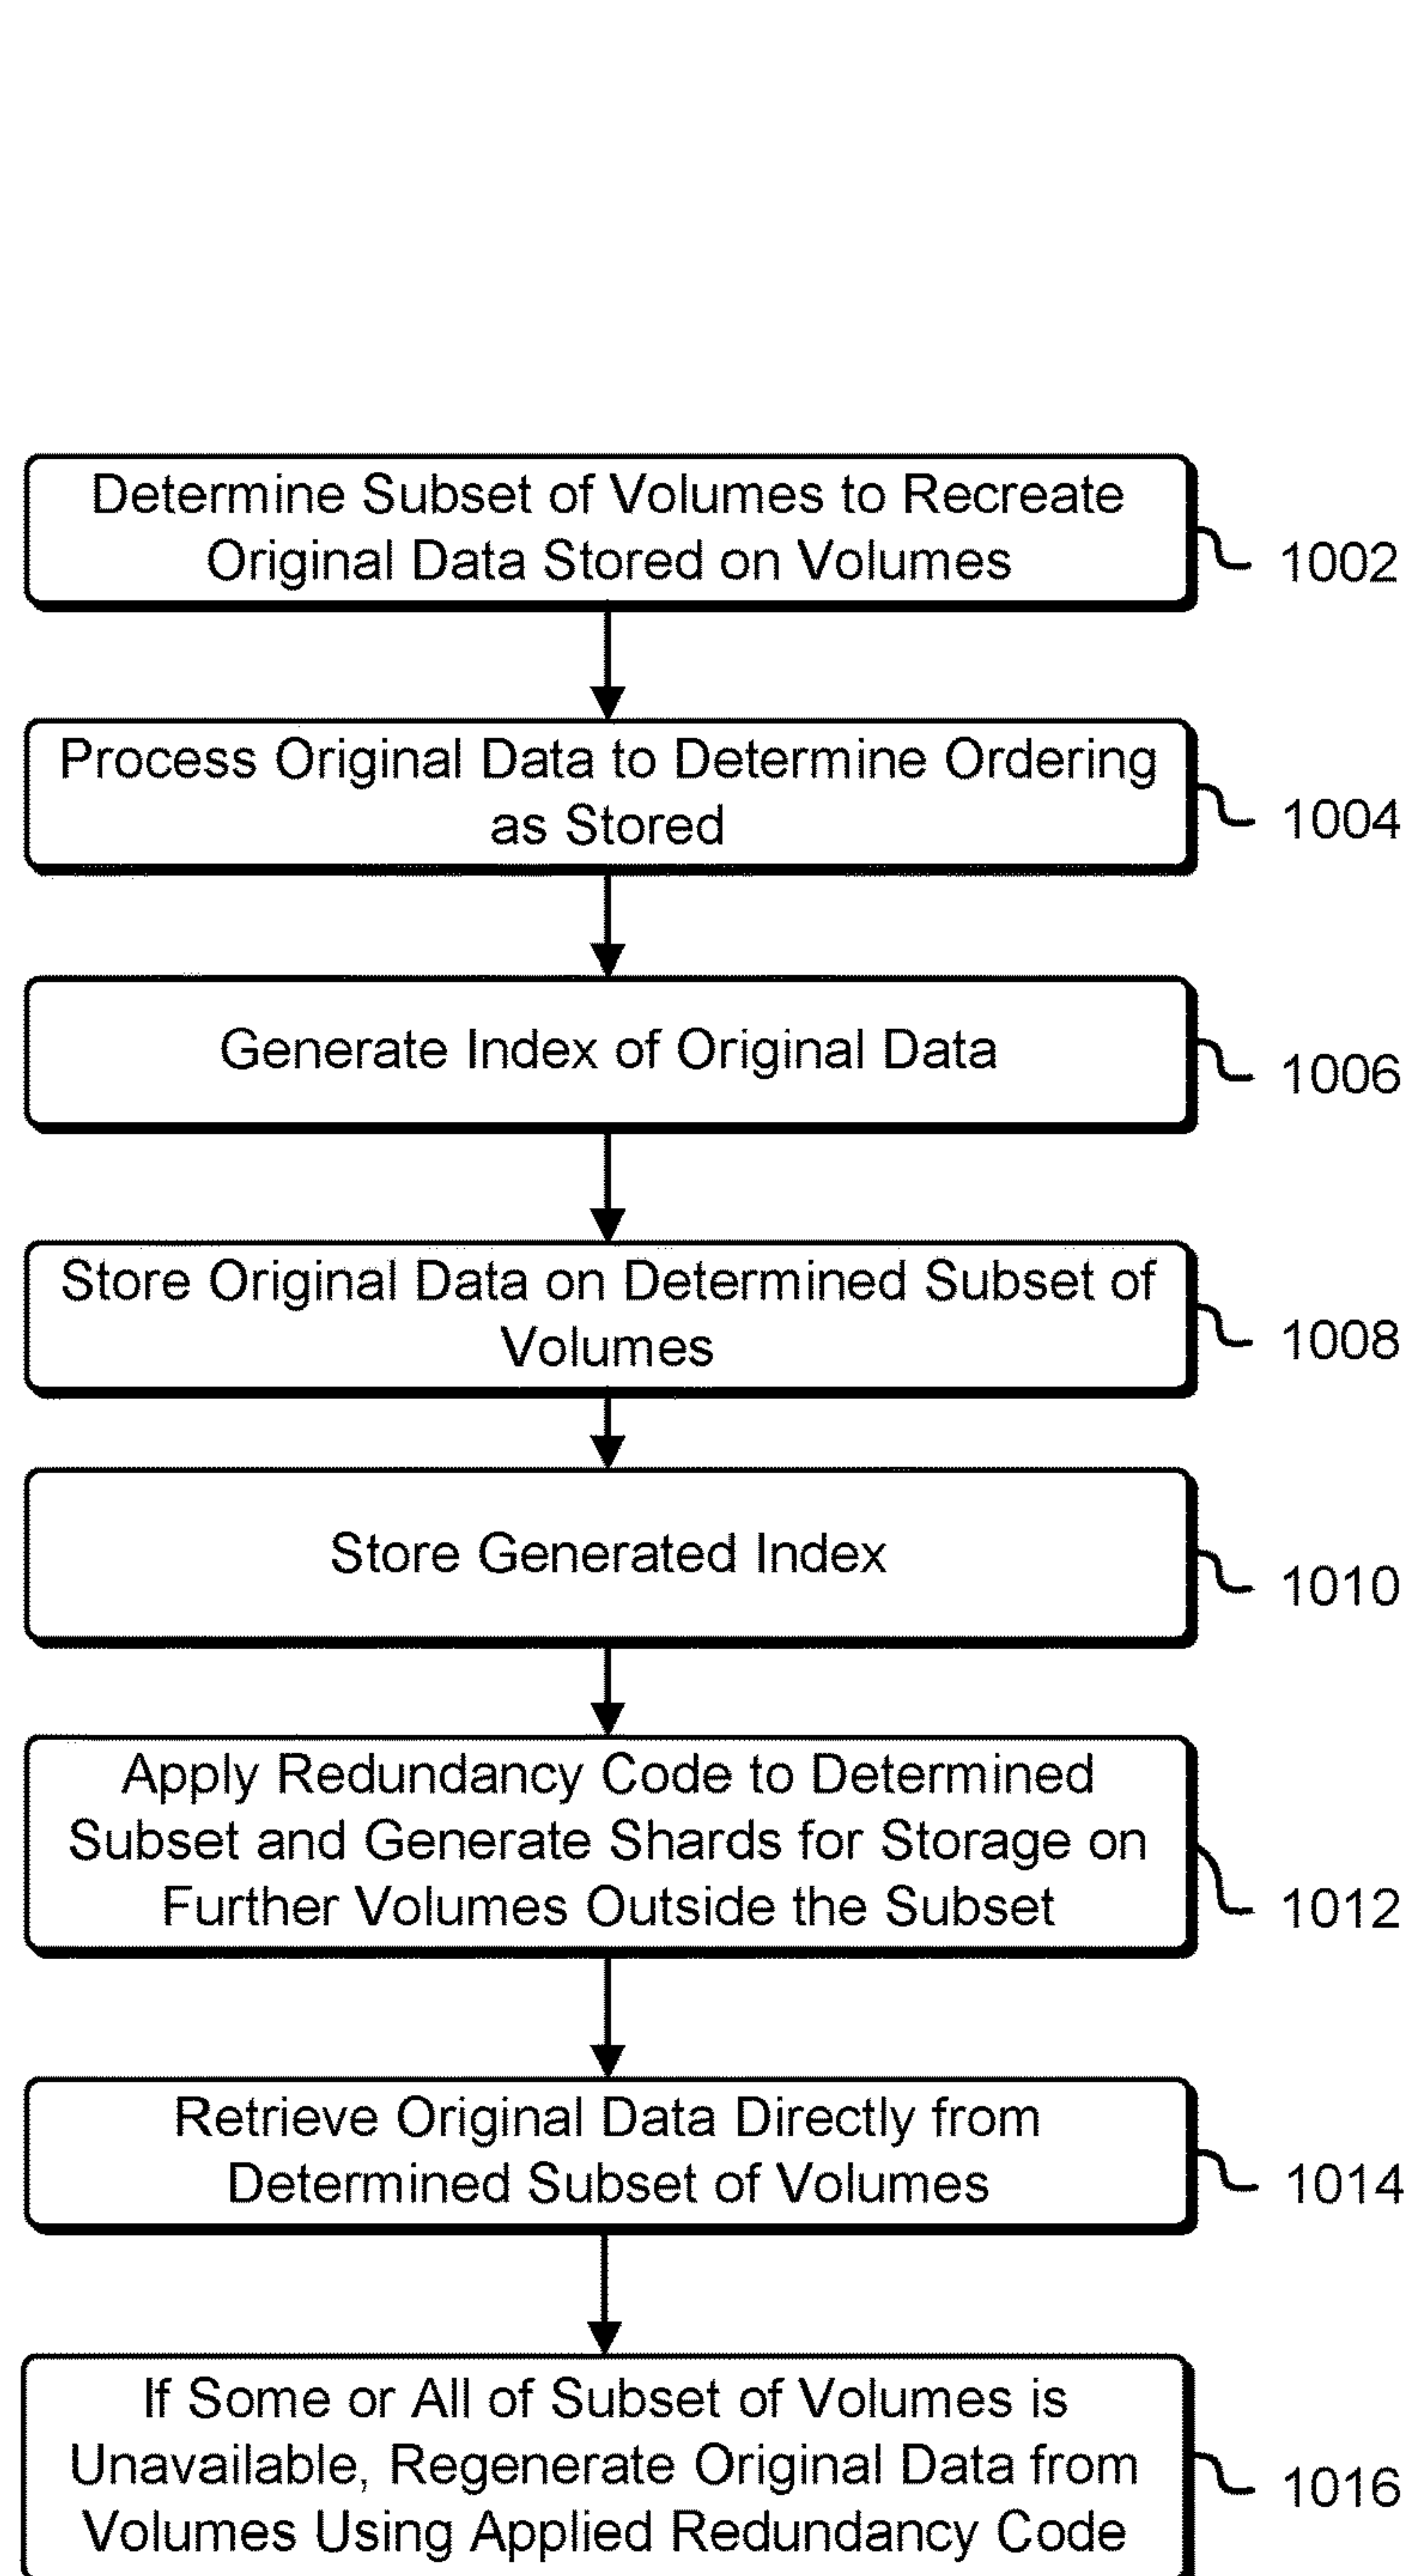 Determine Subset of Volumes to Recreate
Original Data Stored on Volumes
1002
Process Original Data to Determine Ordering
as Stored
1004
Generate Index of Original Data
1006
Store Original Data on Determined Subset of
Volumes
1008
Store Generated Index
1010
Apply Redundancy Code to Determined
Subset and Generate Shards for Storage on
Further Volumes Outside the Subset
1012
Retrieve Original Data Directly from
Determined Subset of Volumes
1014
If Some or All of Subset of Volumes is
Unavailable, Regenerate Original Data from
Volumes Using Applied Redundancy Code
1016